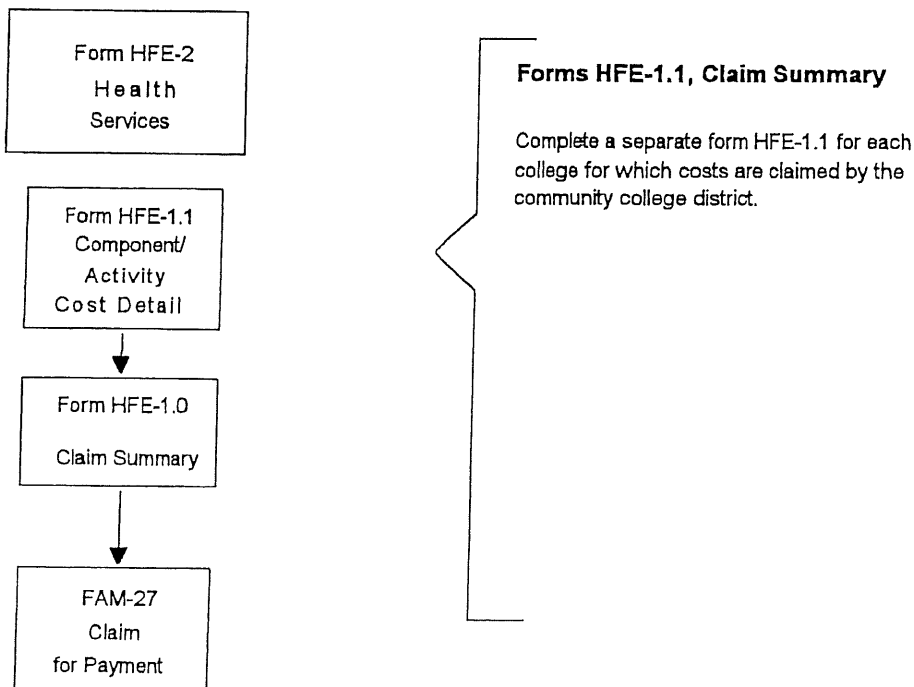 Form HFE-2
Health
Services
Form HFE-1.1
Component/
Activity
Cost Detail
Form HFE-1.0
Claim Summary
FAM-27
Claim
for Payment
Forms HFE-1.1, Claim Summary
Complete a separate form HFE-1.1 for each
college for which costs are claimed by the
community college district.